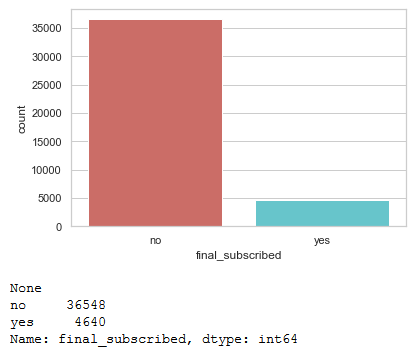 35000
30000
25000
20000
15000
10000
5000
0
count
no yes
final_subscribed
None
no 36548
yes 4640
Name: final_subscribed, dtype: int64